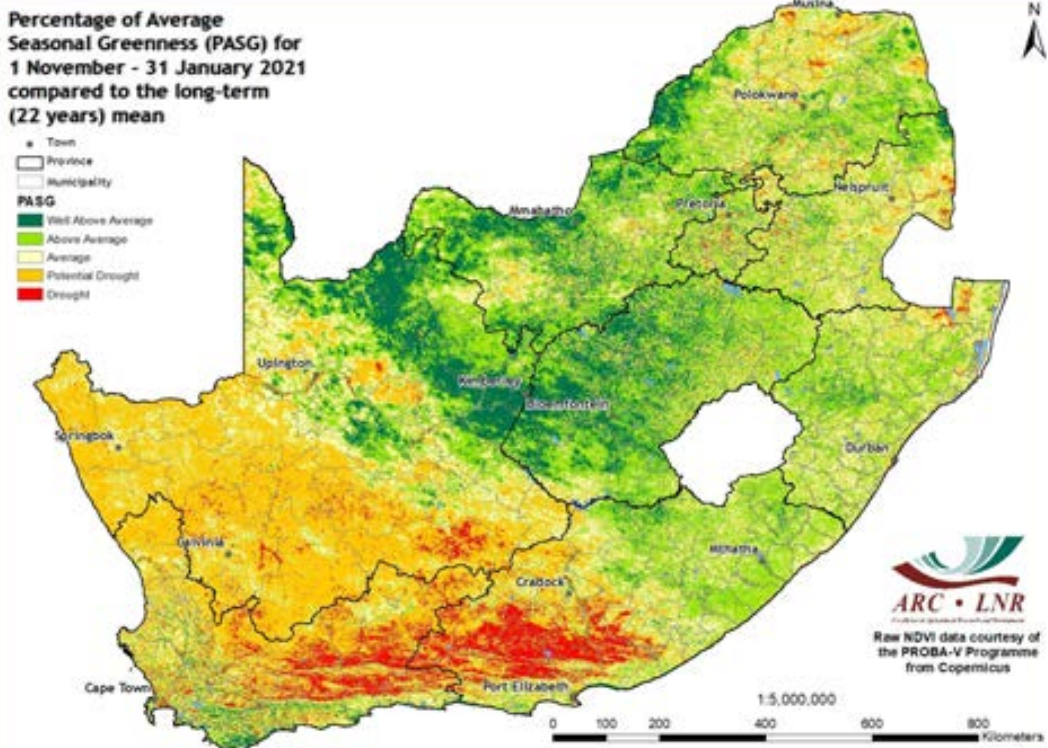 Percentage of Average
Seasonal Greenness (PASG) for
1 November - 31 January 2021
compared to the long-term
(22 years) mean
Town
Province
Municipality
PASG
Well Above Average
Above Average
Average
Potential Drought
Drought
Musina
N
Polokwane
Nelspruit
Pretoria
Mmabatho
Upington
Kimberley
Bloemfontein
Springbok
Durban
Calvinia
Mthatha
Cradock
Cape Town
Port Elizabeth
ARC • LNR
Raw NDVI data courtesy of
the PROBA-V Programme
from Copernicus
1:5,000,000
0 100 200 400 600 800
Kilometers